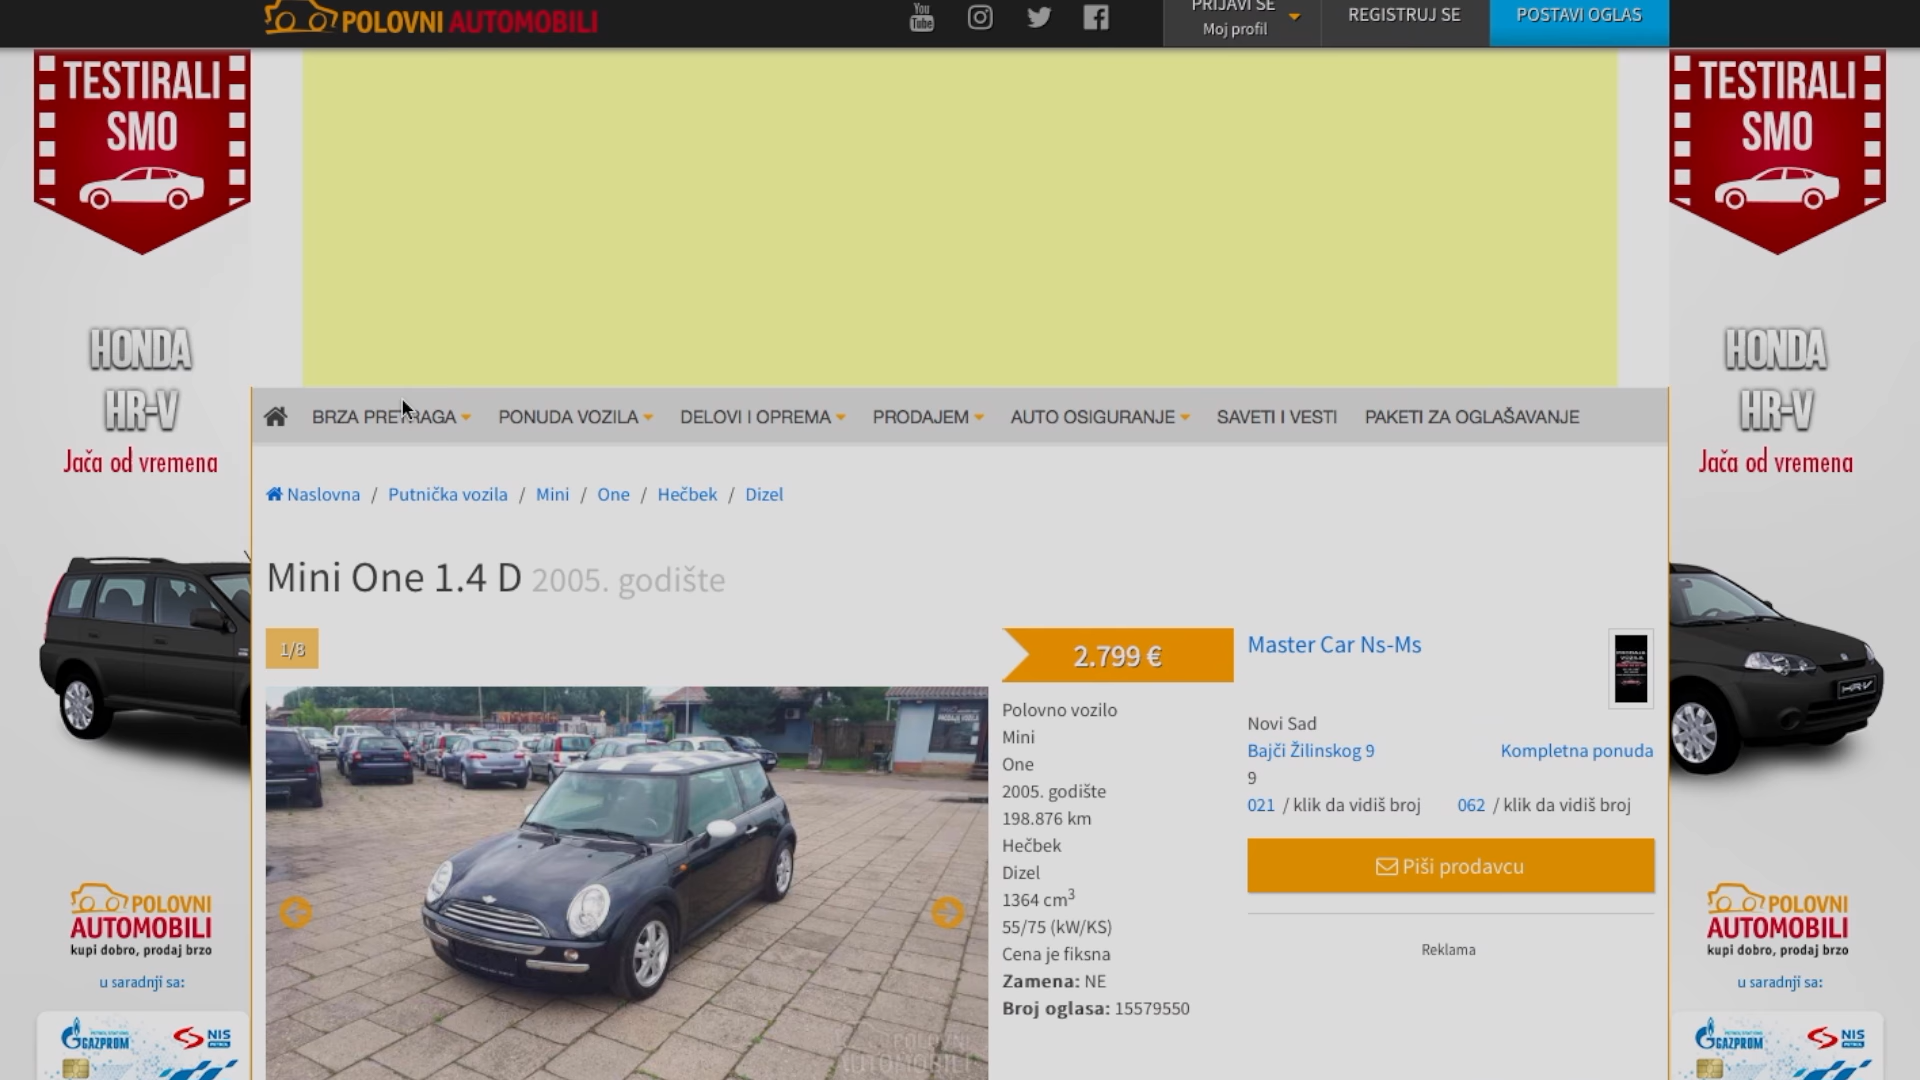 POLOVNI AUTOMOBILI
You Tube
PRIJAVI SE
Moj profil
REGISTRUJ SE
POSTAVI OGLAS
TESTIRALI
SMO
HONDA
HR-V
Jača od vremena
POLOVNI
AUTOMOBILI
kupi dobro, prodaj brzo
u saradnji sa:
GAZPROM
NIS
BRZA PRETRAGA
PONUDA VOZILA
DELOVI I OPREMA
PRODAJEM
AUTO OSIGURANJE
SAVETI I VESTI
PAKETI ZA OGLAŠAVANJE
Naslovna / Putnička vozila / Mini / One / Hečbek / Dizel
Mini One 1.4 D 2005. godište
1/8
POLOVNI
AUTOMOBILI
2.799 €
Polovno vozilo
Mini
One
2005. godište
198.876 km
Hečbek
Dizel
1364 cm³
55/75 (kW/KS)
Cena je fiksna
Zamena: NE
Broj oglasa: 15579550
Master Car Ns-Ms
Novi Sad
Bajči Žilinskog 9
Kompletna ponuda
9
021 / klik da vidiš broj
062 / klik da vidiš broj
Piši prodavcu
Reklama
TESTIRALI
SMO
HONDA
HR-V
Jača od vremena
HR-V
POLOVNI
AUTOMOBILI
kupi dobro, prodaj brzo
u saradnji sa:
GAZPROM
NIS